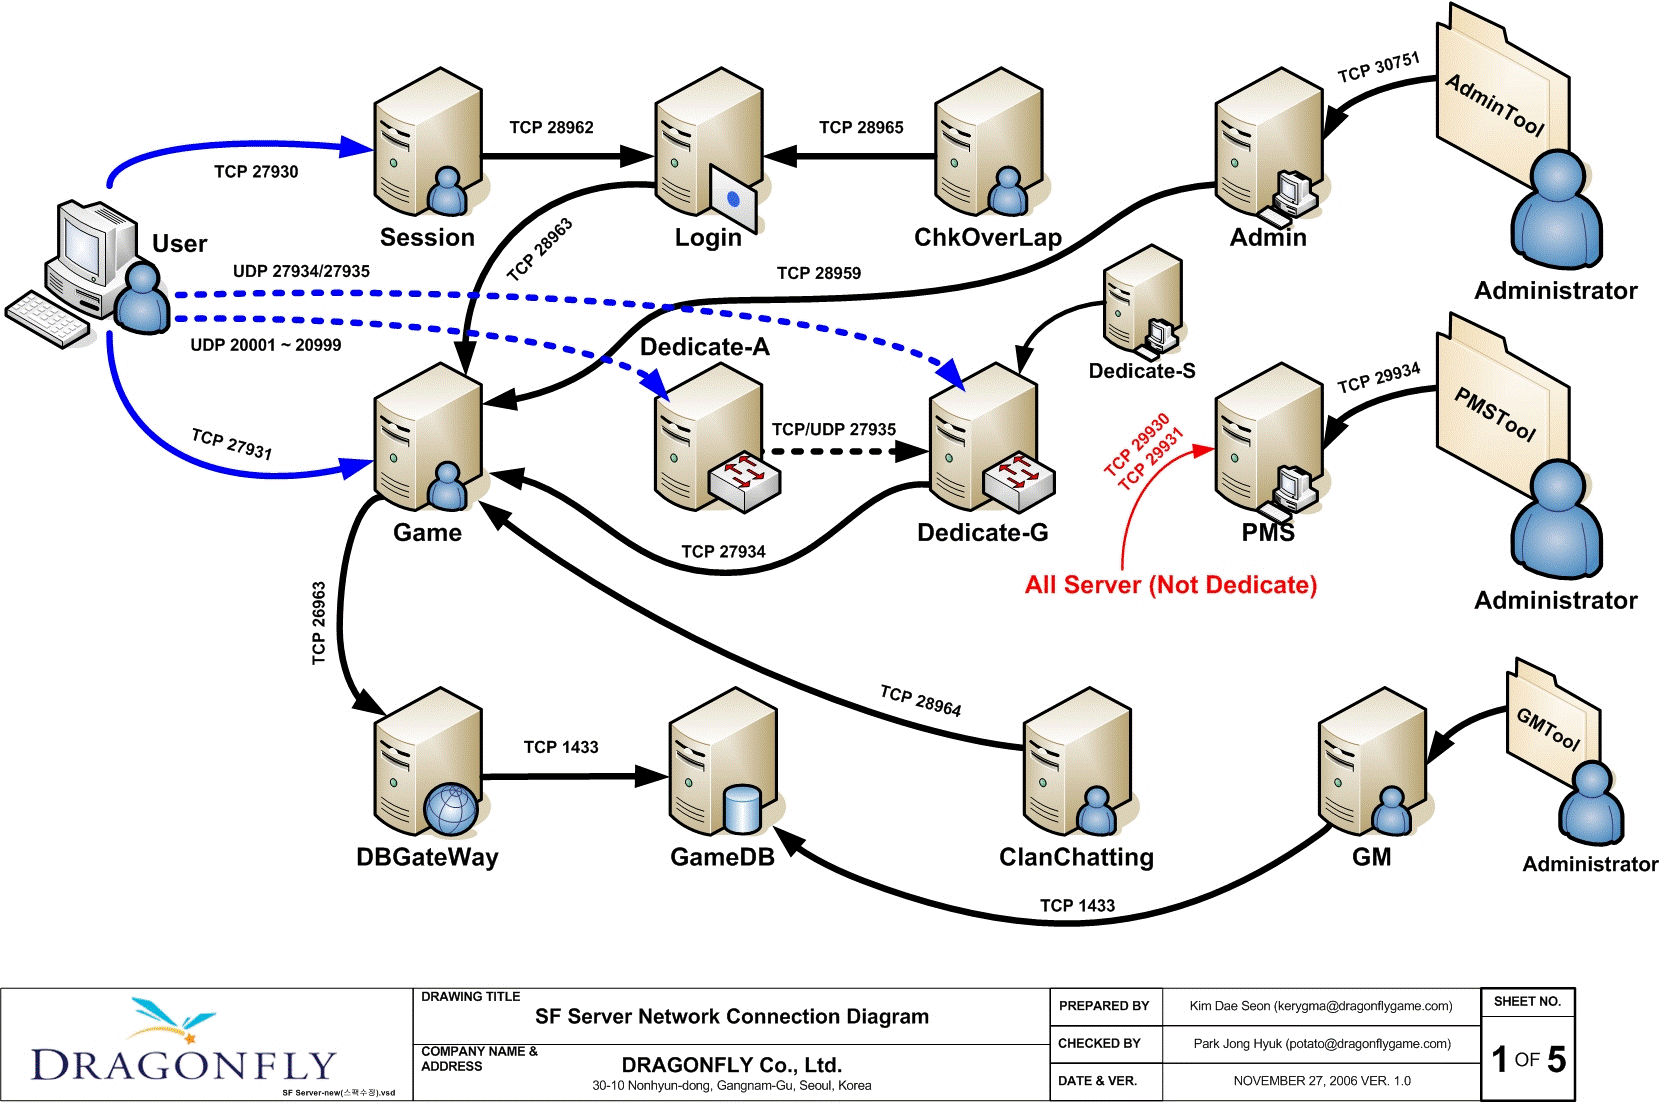 TCP 30751
AdminTool
TCP 28962
TCP 28965
TCP 27930
User
Session
Login
ChkOverLap
Admin
Administrator
TCP 28963
UDP 27934/27935
TCP 28959
UDP 20001 ~ 20999
Dedicate-A
Dedicate-S
TCP 29934
PMSTool
TCP 27931
TCP/UDP 27935
TCP 29930
TCP 29931
Game
Dedicate-G
PMS
TCP 27934
All Server (Not Dedicate)
Administrator
TCP 26963
TCP 28964
GMTool
TCP 1433
DBGateWay
GameDB
ClanChatting
GM
Administrator
TCP 1433
DRAGONFLY
SF Server-new(스팩수정).vsd
DRAWING TITLE
SF Server Network Connection Diagram
COMPANY NAME &
ADDRESS
DRAGONFLY Co., Ltd.
30-10 Nonhyun-dong, Gangnam-Gu, Seoul, Korea
PREPARED BY
Kim Dae Seon (kerygma@dragonflygame.com)
CHECKED BY
Park Jong Hyuk (potato@dragonflygame.com)
DATE & VER.
NOVEMBER 27, 2006 VER. 1.0
SHEET NO.
1 OF 5